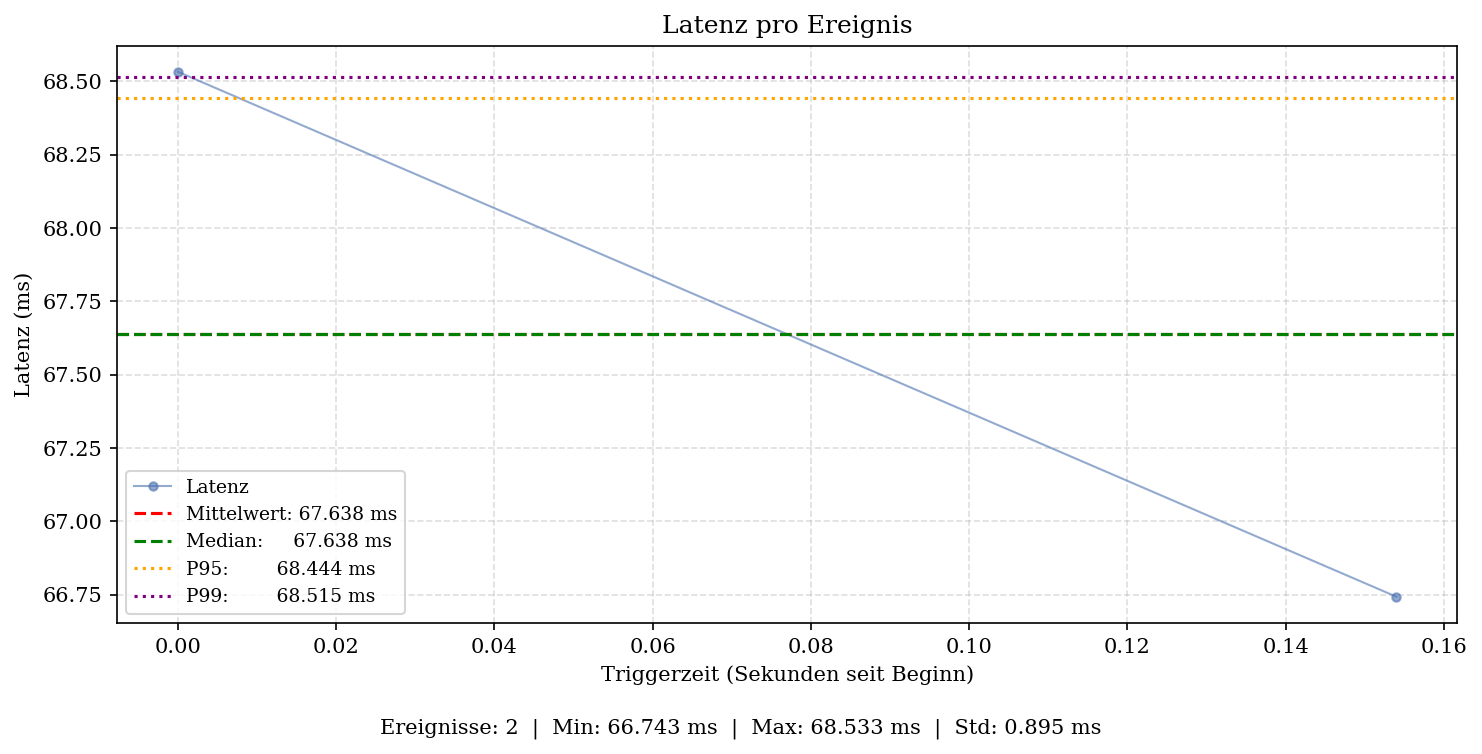 Latenz pro Ereignis
Latenz (ms)
68.50
68.25
68.00
67.75
67.50
67.25
67.00
66.75
Latenz
Mittelwert: 67.638 ms
Median: 67.638 ms
P95: 68.444 ms
P99: 68.515 ms
0.00 0.02 0.04 0.06 0.08 0.10 0.12 0.14 0.16
Triggerzeit (Sekunden seit Beginn)
Ereignisse: 2 | Min: 66.743 ms | Max: 68.533 ms | Std: 0.895 ms